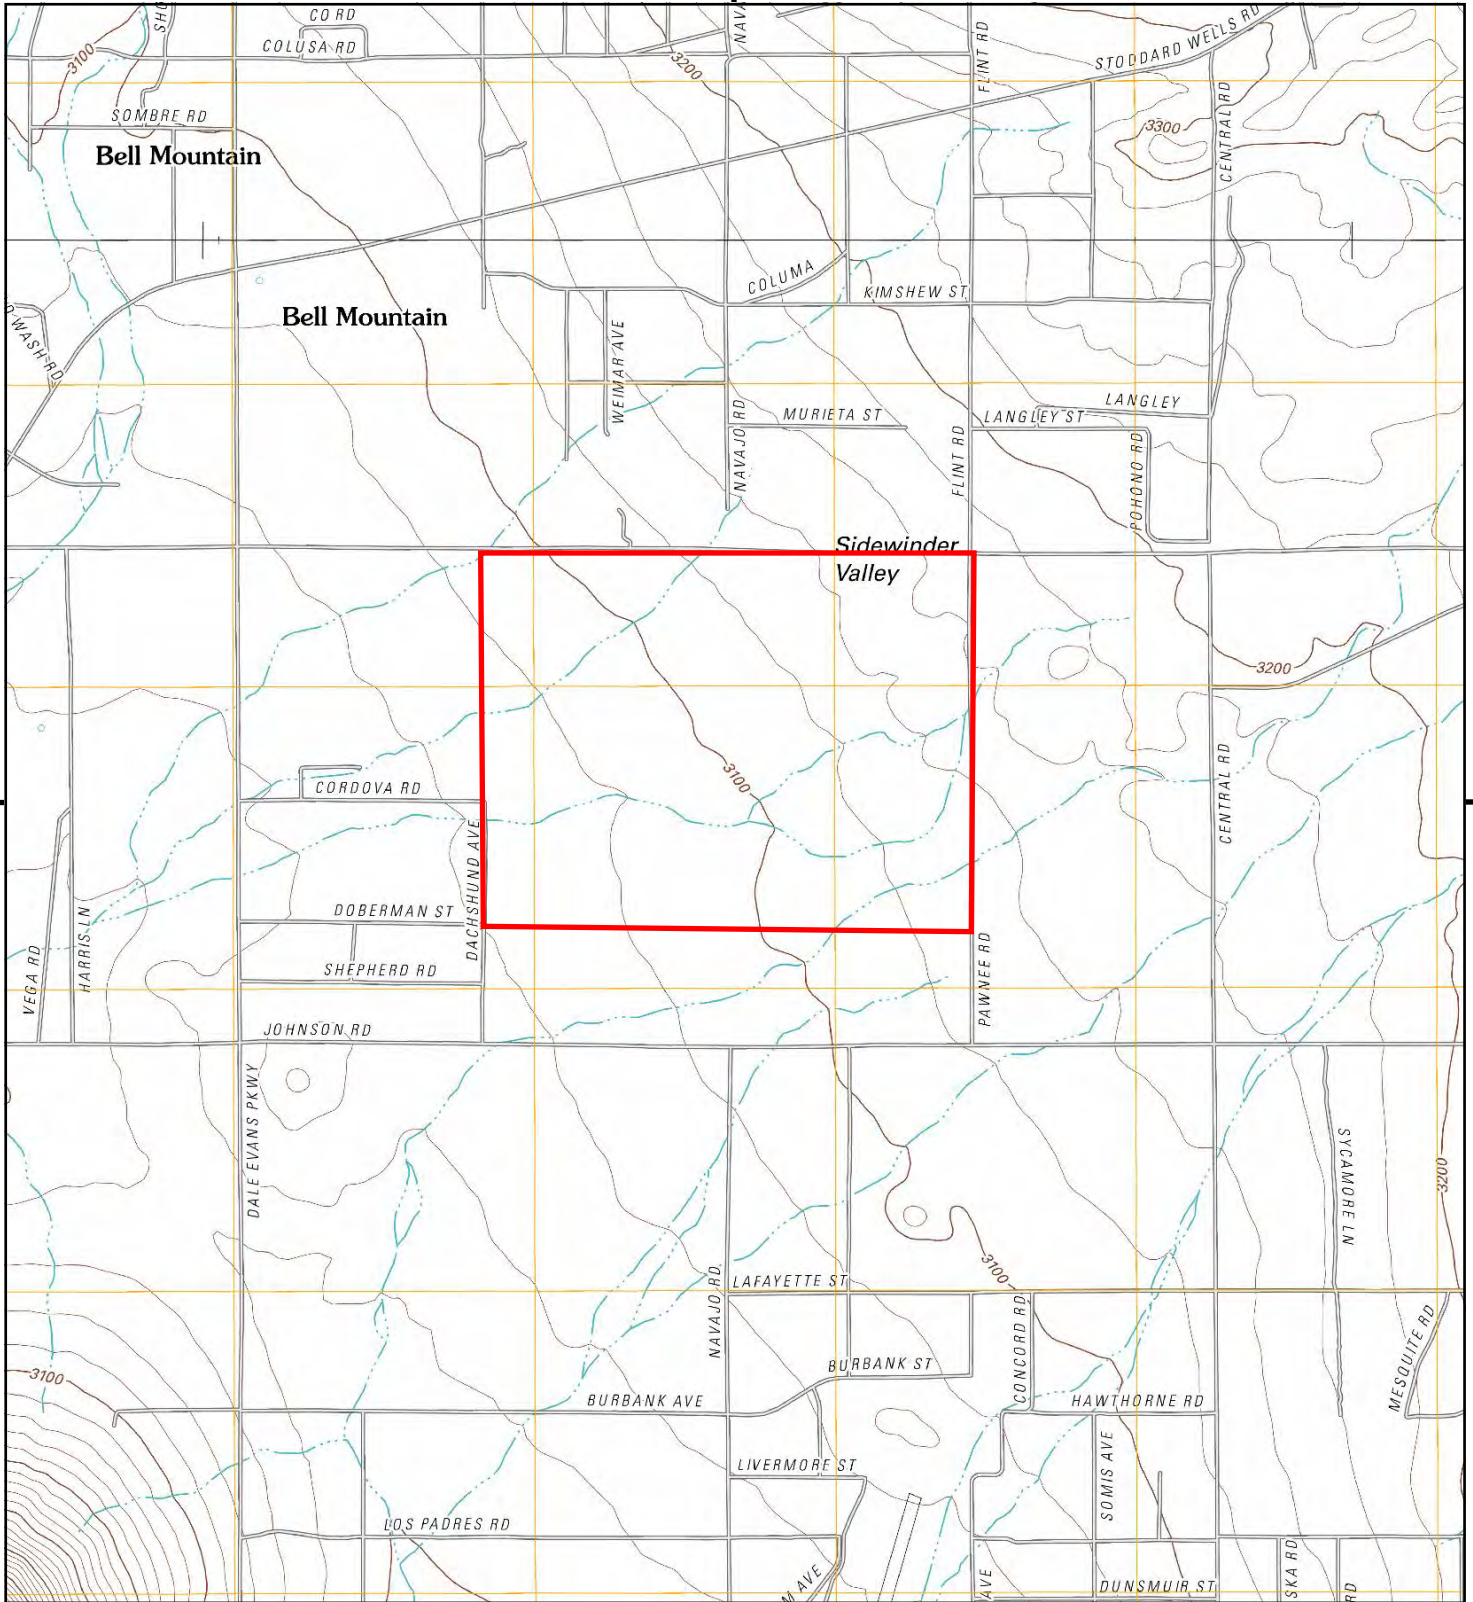 CO RD
SHO
NAVA
FLINT RD
STODDARD WELLS RD
COLUSA RD
3100
3200
CENTRAL RD
SOMBRE RD
3300
Bell Mountain
COLUMA
KIMSHEW ST
Bell Mountain
WASH RD
WEIMAR AVE
NAVAJO RD
MURIETA ST
FLINT RD
LANGLEY ST
LANGLEY
POHONO RD
Sidewinder
Valley
3200
3100
CORDOVA RD
CENTRAL RD
DACHSHUND AVE
DOBERMAN ST
HARRIS LN
VEGA RD
SHEPHERD RD
PAWNEE RD
JOHNSON RD
DALE EVANS PKWY
SYCAMORE LN
3200
NAVAJO RD
LAFAYETTE ST
3100
CONCORD RD
MESQUITE RD
3100
BURBANK ST
BURBANK AVE
HAWTHORNE RD
LIVERMORE ST
SOMIS AVE
LOS PADRES RD
M AVE
AVE
DUNSMUIR ST
SKA RD
RD